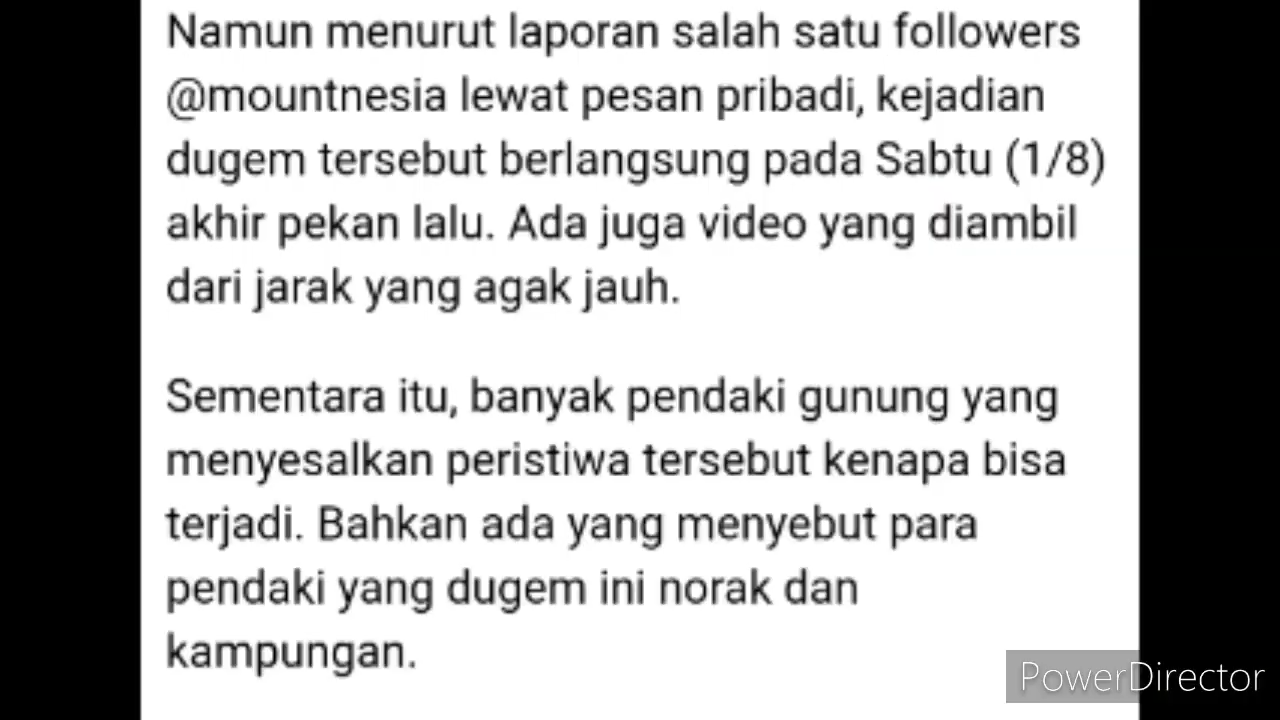 Namun menurut laporan salah satu followers
@mountnesia lewat pesan pribadi, kejadian
dugem tersebut berlangsung pada Sabtu (1/8)
akhir pekan lalu. Ada juga video yang diambil
dari jarak yang agak jauh.
Sementara itu, banyak pendaki gunung yang
menyesalkan peristiwa tersebut kenapa bisa
terjadi. Bahkan ada yang menyebut para
pendaki yang dugem ini norak dan
kampungan.
PowerDirector